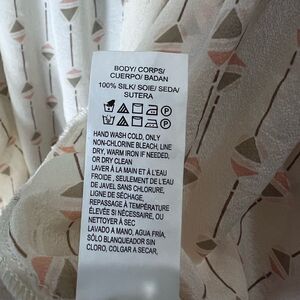 BODY/ CORPS/
CUERPO/ BADAN
100% SILK/ SOIE/ SEDA/
SUTERA
HAND WASH COLD, ONLY
NON-CHLORINE BLEACH, LINE
DRY, WARM IRON IF NEEDED,
OR DRY CLEAN
LAVER À LA MAIN ET À L'EAU
FROIDE , SEULEMENT DE L'EAU
DE JAVEL SANS CHLORURE,
LIGNE DE SÉCHAGE,
REPASSAGE À TEMPÉRATURE
ÉLEVÉE SI NÉCESSAIRE, OU
NETTOYER À SEC
LAVADO A MANO, AGUA FRÍA,
SÓLO BLANQUEADOR SIN
CLORO, COLGAR A SECAR,